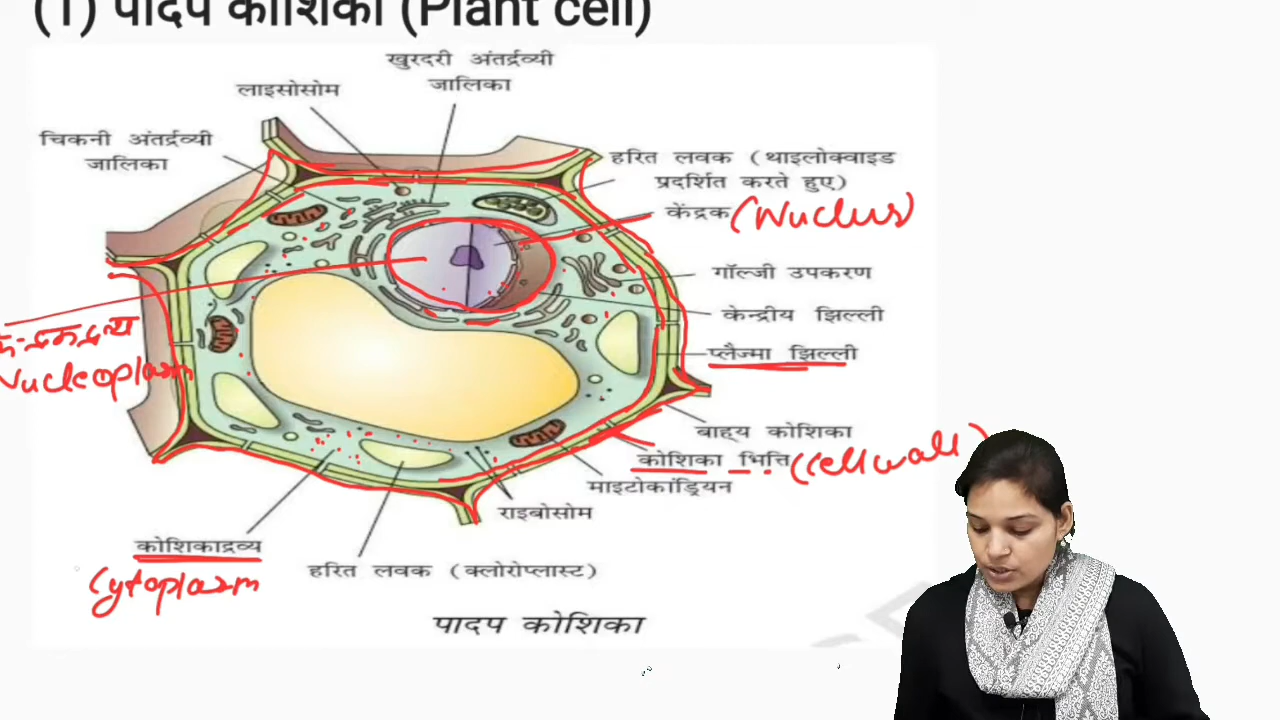 (1) पादप कोशिका (Plant cell)
खुरदरी अंतर्द्रव्यी
जालिका
लाइसोसोम
चिकनी अंतर्द्रव्यी
जालिका
हरित लवक (थाइलोक्वाइड
प्रदर्शित करते हुए)
केंद्रक (Nucleus)
गॉल्जी उपकरण
केन्द्रीय झिल्ली
प्लैज्मा झिल्ली
Nucleoplasm
बाह्य कोशिका
कोशिका भित्ति (cell wall)
माइटोकांड्रियन
राइबोसोम
कोशिकाद्रव्य
Cytoplasm
हरित लवक (क्लोरोप्लास्ट)
पादप कोशिका